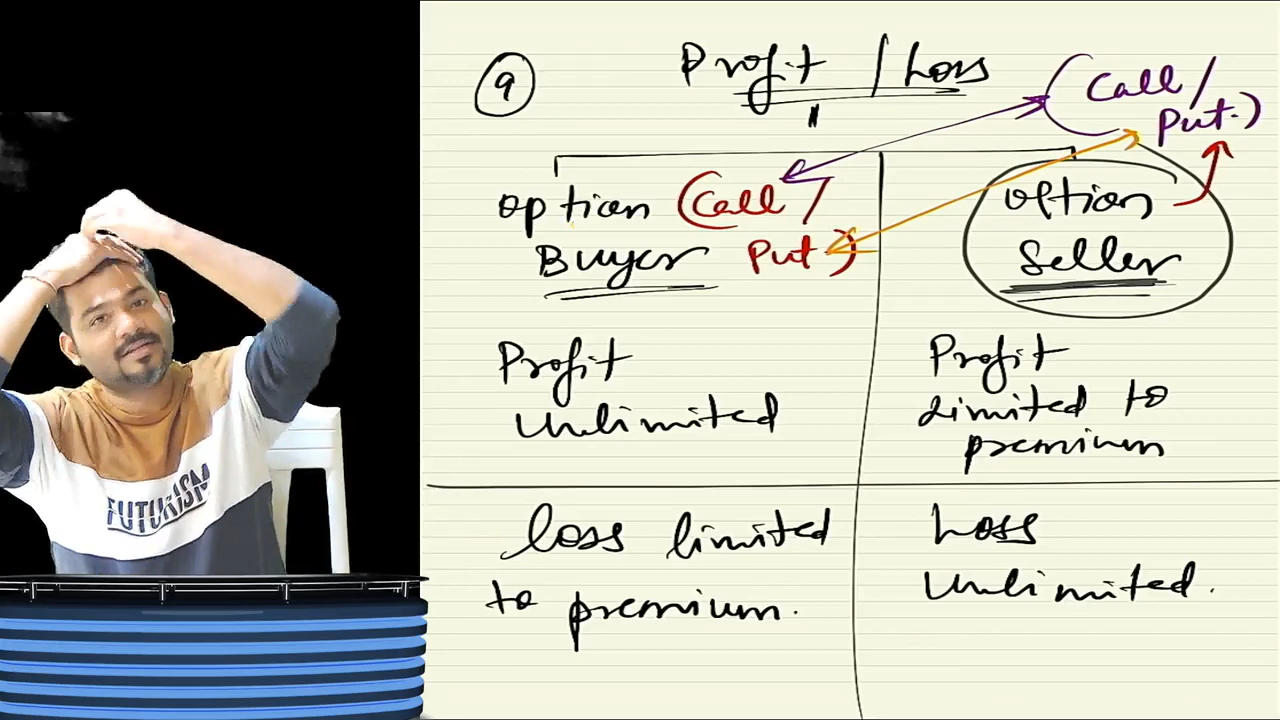 9
Profit / Loss
(Call /
Put.)
option (Call /
Buyer Put)
option
Seller
Profit
Unlimited
Profit
Limited to
premium
loss limited
to premium.
Loss
Unlimited.
FUTURISM